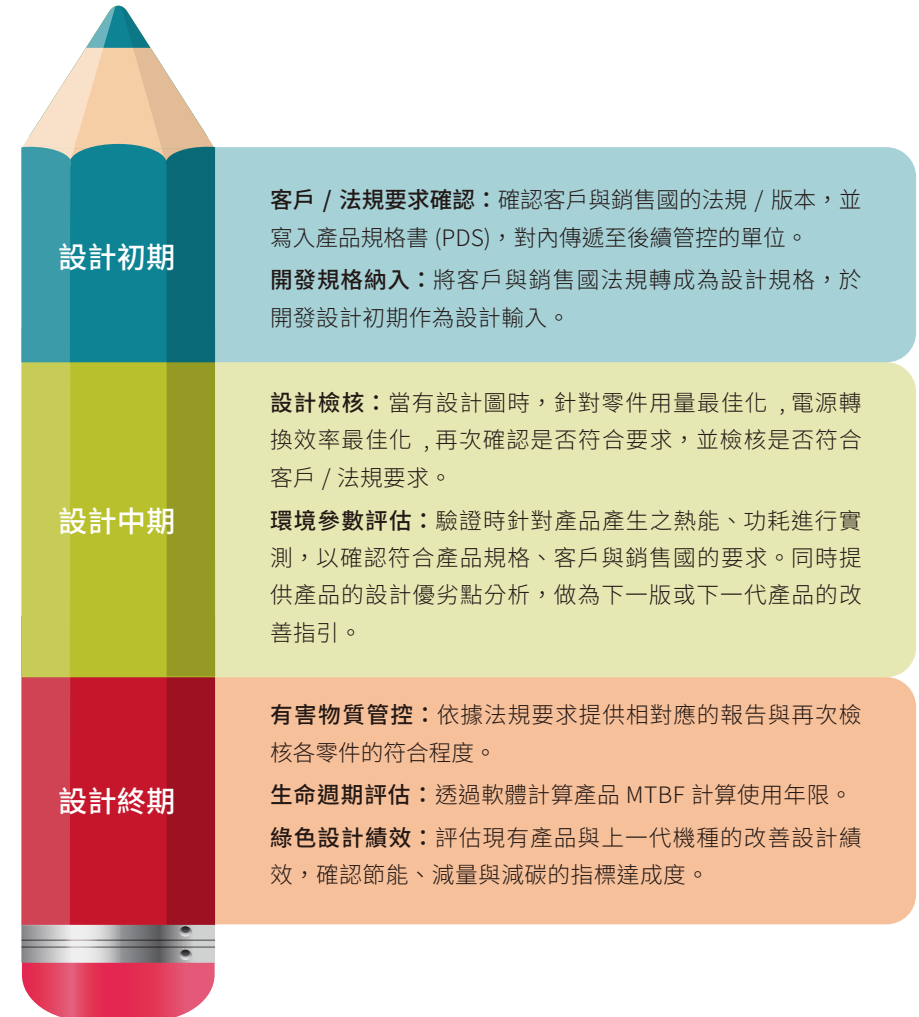 設計初期
客戶 / 法規要求確認：確認客戶與銷售國的法規 / 版本，並
寫入產品規格書 (PDS)，對內傳遞至後續管控的單位。
開發規格納入：將客戶與銷售國法規轉成為設計規格，於
開發設計初期作為設計輸入。
設計中期
設計檢核：當有設計圖時，針對零件用量最佳化 , 電源轉
換效率最佳化 , 再次確認是否符合要求，並檢核是否符合
客戶 / 法規要求。
環境參數評估：驗證時針對產品產生之熱能、功耗進行實
測，以確認符合產品規格、客戶與銷售國的要求。同時提
供產品的設計優劣點分析，做為下一版或下一代產品的改
善指引。
設計終期
有害物質管控：依據法規要求提供相對應的報告與再次檢
核各零件的符合程度。
生命週期評估：透過軟體計算產品 MTBF 計算使用年限。
綠色設計績效：評估現有產品與上一代機種的改善設計績
效，確認節能、減量與減碳的指標達成度。